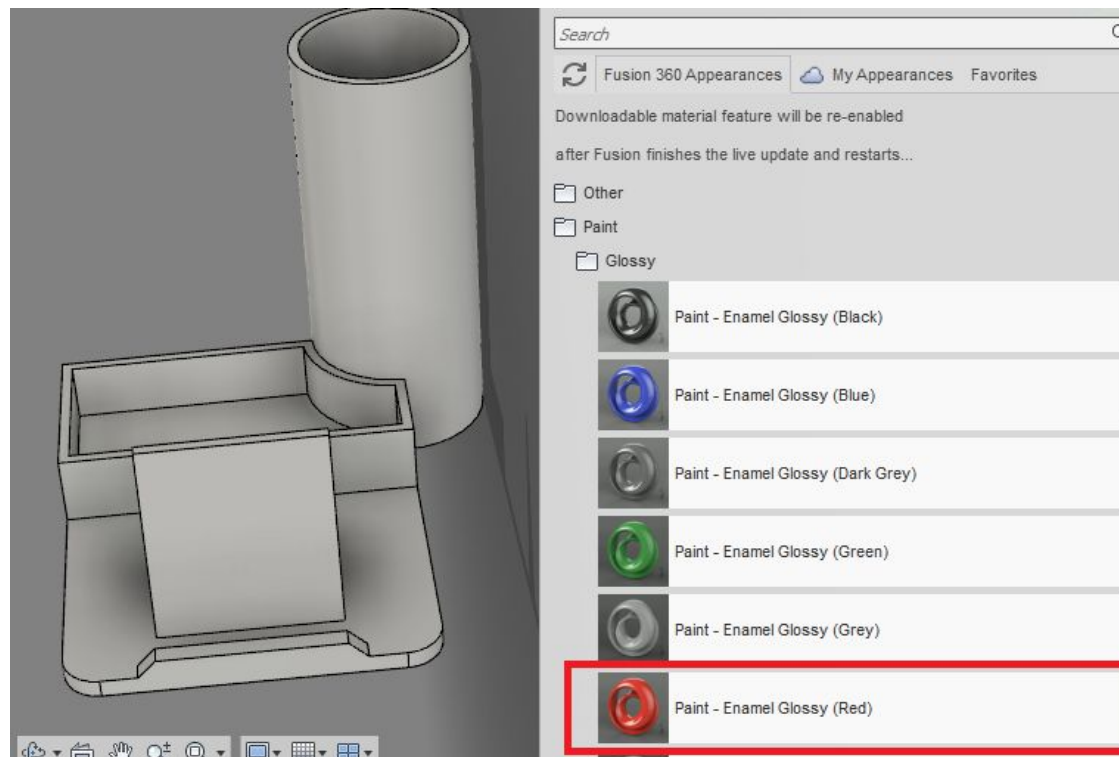 Search
Fusion 360 Appearances My Appearances Favorites
Downloadable material feature will be re-enabled
after Fusion finishes the live update and restarts...
Other
Paint
Glossy
Paint - Enamel Glossy (Black)
Paint - Enamel Glossy (Blue)
Paint - Enamel Glossy (Dark Grey)
Paint - Enamel Glossy (Green)
Paint - Enamel Glossy (Grey)
Paint - Enamel Glossy (Red)